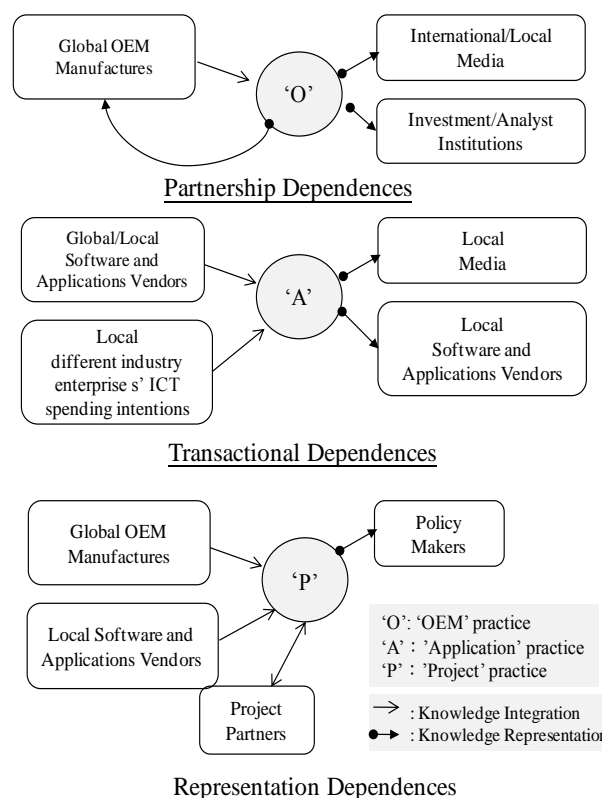 Global OEM
Manufactures
‘O’
International/Local
Media
Investment/Analyst
Institutions
Partnership Dependences
Global/Local
Software and
Applications Vendors
Local
different industry
enterprise s’ ICT
spending intentions
‘A’
Local
Media
Local
Software and
Applications Vendors
Transactional Dependences
Global OEM
Manufactures
Local Software and
Applications Vendors
Project
Partners
‘P’
Policy
Makers
‘O’: ‘OEM’ practice
‘A’：’Application’ practice
‘P’：’Project’ practice
: Knowledge Integration
: Knowledge Representation
Representation Dependences